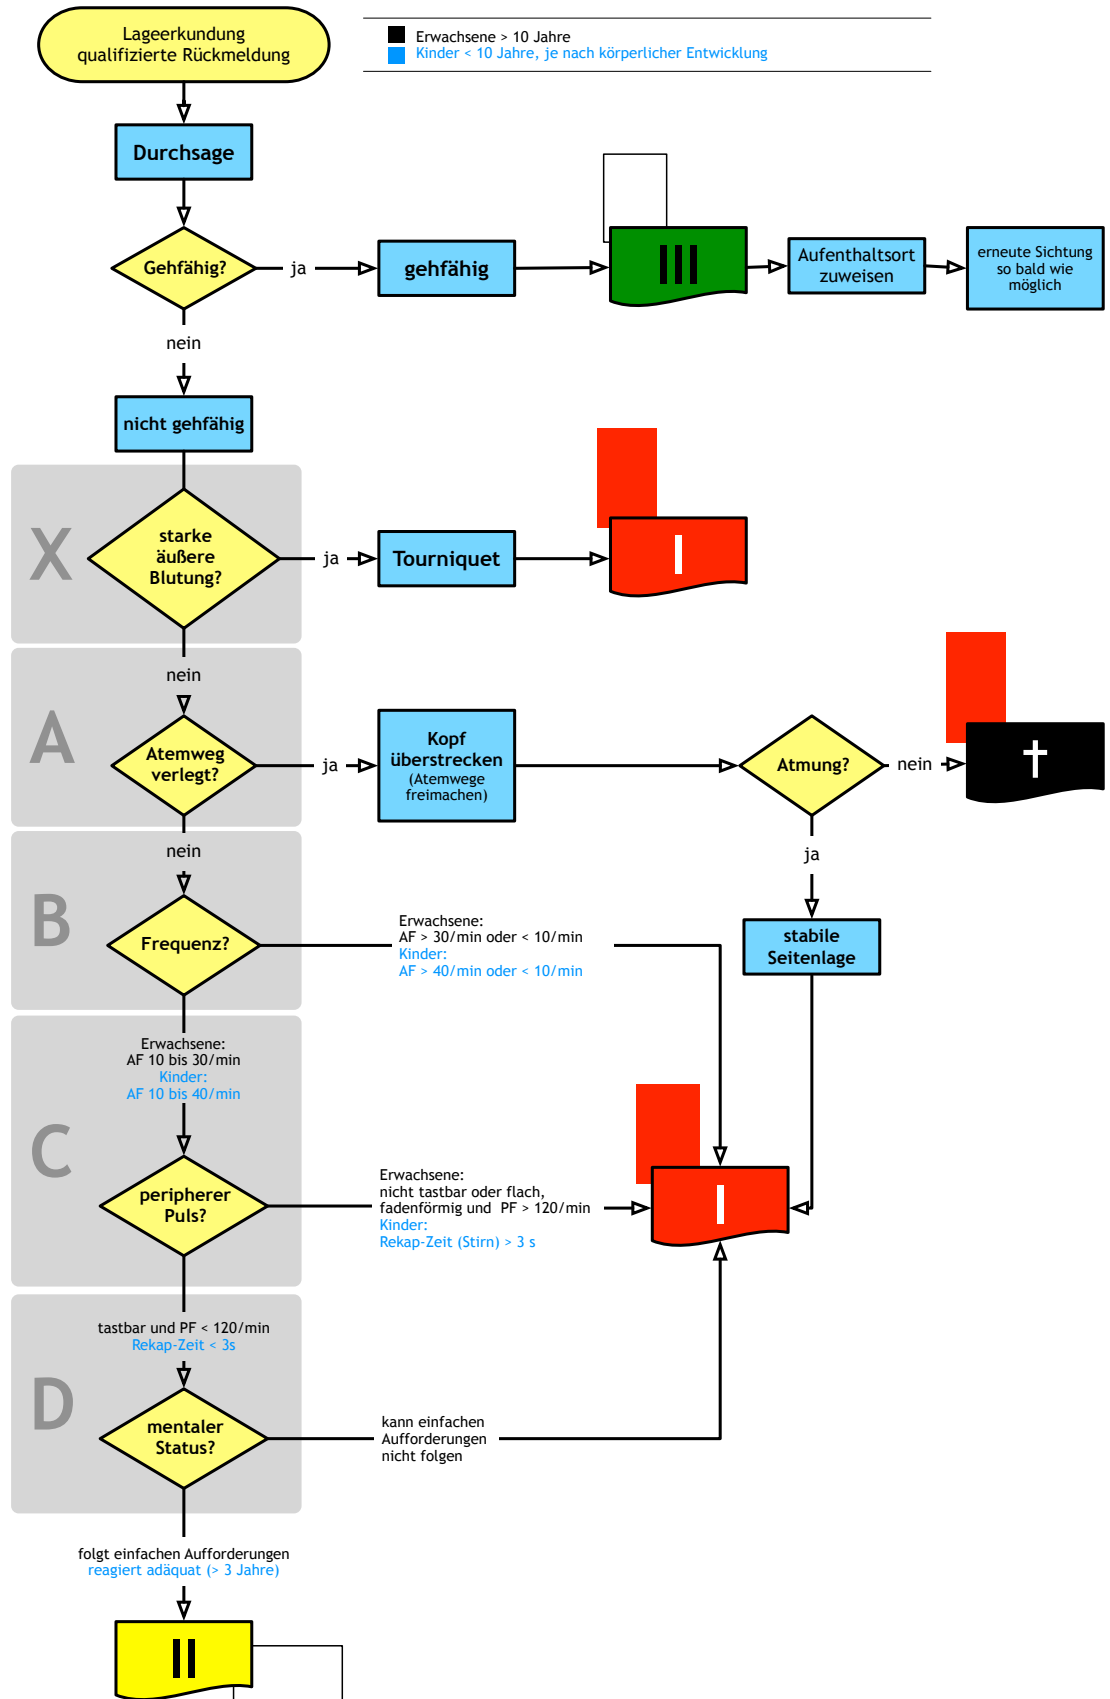 Lageerkundung
qualifizierte Rückmeldung
Erwachsene > 10 Jahre
Kinder < 10 Jahre, je nach körperlicher Entwicklung
Durchsage
Gehfähig?
ja
gehfähig
III
Aufenthaltsort
zuweisen
erneute Sichtung
so bald wie
möglich
nein
nicht gehfähig
X
starke
äußere
Blutung?
ja
Tourniquet
I
nein
A
Atemweg
verlegt?
ja
Kopf
überstrecken
(Atemwege
freimachen)
Atmung?
nein
†
nein
ja
B
Frequenz?
Erwachsene:
AF > 30/min oder < 10/min
Kinder:
AF > 40/min oder < 10/min
stabile
Seitenlage
Erwachsene:
AF 10 bis 30/min
Kinder:
AF 10 bis 40/min
C
peripherer
Puls?
Erwachsene:
nicht tastbar oder flach,
fadenförmig und PF > 120/min
Kinder:
Rekap-Zeit (Stirn) > 3 s
I
tastbar und PF < 120/min
Rekap-Zeit < 3s
D
mentaler
Status?
kann einfachen
Aufforderungen
nicht folgen
folgt einfachen Aufforderungen
reagiert adäquat (> 3 Jahre)
II